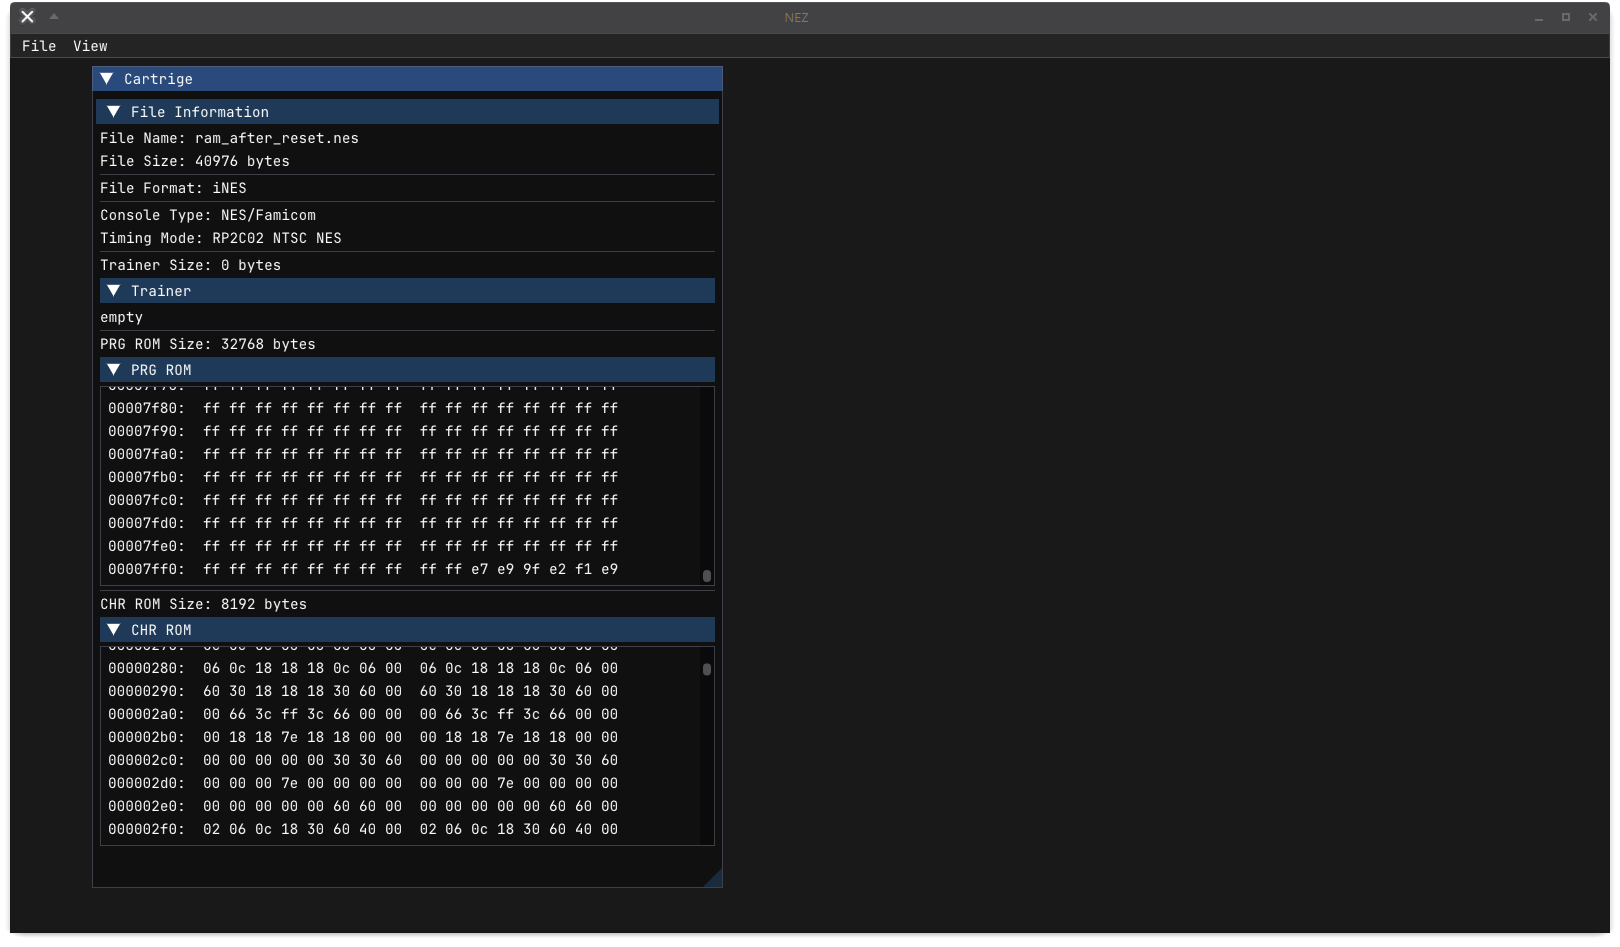 NEZ
File View
Cartrige
File Information
File Name: ram_after_reset.nes
File Size: 40976 bytes
File Format: iNES
Console Type: NES/Famicom
Timing Mode: RP2C02 NTSC NES
Trainer Size: 0 bytes
Trainer
empty
PRG ROM Size: 32768 bytes
PRG ROM
00007f80: ff ff ff ff ff ff ff ff ff ff ff ff ff ff ff ff
00007f90: ff ff ff ff ff ff ff ff ff ff ff ff ff ff ff ff
00007fa0: ff ff ff ff ff ff ff ff ff ff ff ff ff ff ff ff
00007fb0: ff ff ff ff ff ff ff ff ff ff ff ff ff ff ff ff
00007fc0: ff ff ff ff ff ff ff ff ff ff ff ff ff ff ff ff
00007fd0: ff ff ff ff ff ff ff ff ff ff ff ff ff ff ff ff
00007fe0: ff ff ff ff ff ff ff ff ff ff ff ff ff ff ff ff
00007ff0: ff ff ff ff ff ff ff ff ff ff e7 e9 9f e2 f1 e9
CHR ROM Size: 8192 bytes
CHR ROM
00000280: 06 0c 18 18 18 0c 06 00 06 0c 18 18 18 0c 06 00
00000290: 60 30 18 18 18 30 60 00 60 30 18 18 18 30 60 00
000002a0: 00 66 3c ff 3c 66 00 00 00 66 3c ff 3c 66 00 00
000002b0: 00 18 18 7e 18 18 00 00 00 18 18 7e 18 18 00 00
000002c0: 00 00 00 00 00 30 30 60 00 00 00 00 00 30 30 60
000002d0: 00 00 00 7e 00 00 00 00 00 00 00 7e 00 00 00 00
000002e0: 00 00 00 00 00 60 60 00 00 00 00 00 00 60 60 00
000002f0: 02 06 0c 18 30 60 40 00 02 06 0c 18 30 60 40 00